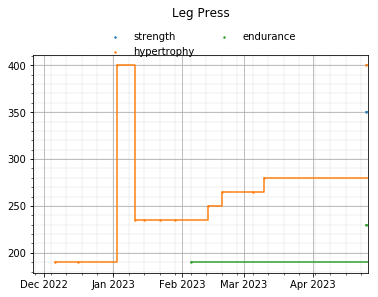 Leg Press
strength endurance
hypertrophy
400
350
300
250
200
Dec 2022 Jan 2023 Feb 2023 Mar 2023 Apr 2023